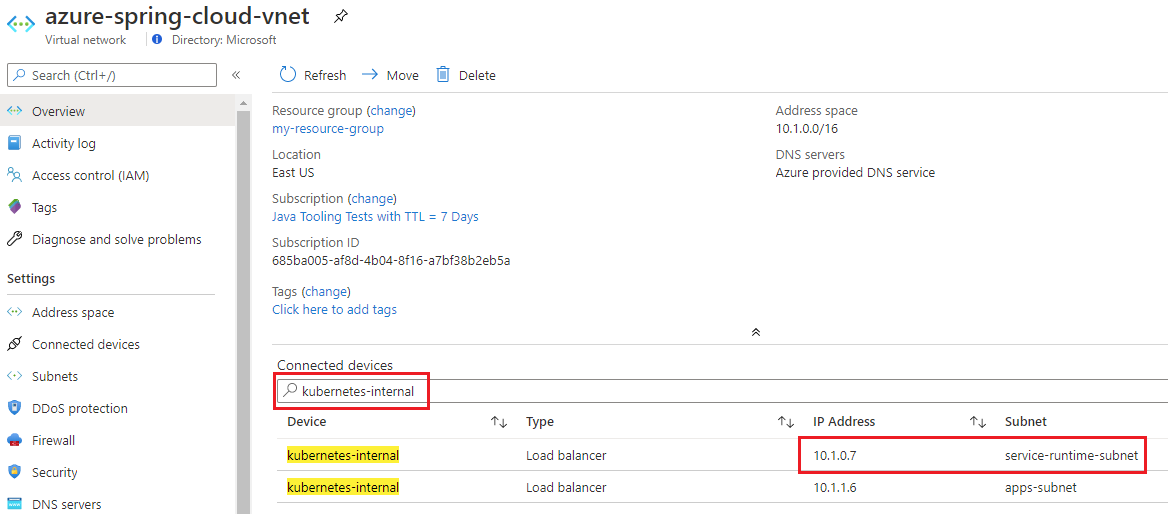 azure-spring-cloud-vnet
Virtual network
Directory: Microsoft
Search (Ctrl+/)
«
Refresh
Move
Delete
Overview
Activity log
Access control (IAM)
Tags
Diagnose and solve problems
Settings
Address space
Connected devices
Subnets
DDoS protection
Firewall
Security
DNS servers
Resource group (change)
my-resource-group
Location
East US
Subscription (change)
Java Tooling Tests with TTL = 7 Days
Subscription ID
685ba005-af8d-4b04-8f16-a7bf38b2eb5a
Tags (change)
Click here to add tags
Address space
10.1.0.0/16
DNS servers
Azure provided DNS service
Connected devices
kubernetes-internal
Device Type IP Address Subnet
kubernetes-internal Load balancer 10.1.0.7 service-runtime-subnet
kubernetes-internal Load balancer 10.1.1.6 apps-subnet